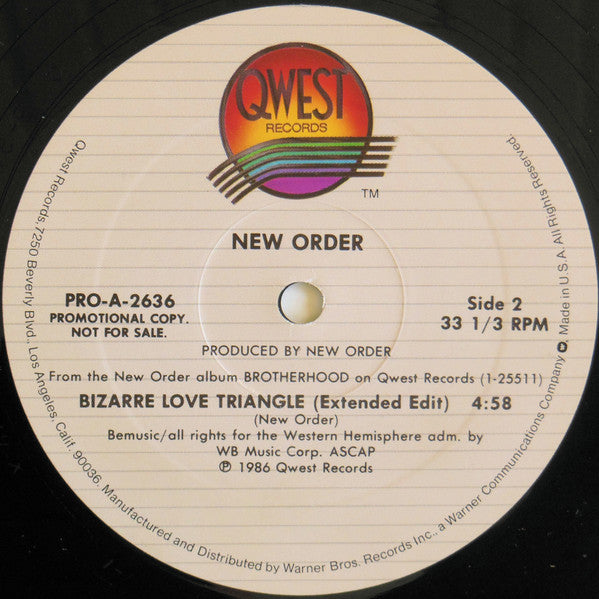 QWEST
RECORDS
TM
NEW ORDER
PRO-A-2636
PROMOTIONAL COPY.
NOT FOR SALE.
Side 2
33 1/3 RPM
PRODUCED BY NEW ORDER
From the New Order album BROTHERHOOD on Qwest Records (1-25511)
BIZARRE LOVE TRIANGLE (Extended Edit) 4:58
(New Order)
Bemusic/all rights for the Western Hemisphere adm. by
WB Music Corp. ASCAP
℗ 1986 Qwest Records
Qwest Records, 7250 Beverly Blvd., Los Angeles, Calif. 90036. Manufactured and Distributed by Warner Bros. Records Inc., a Warner Communications Company Made in U.S.A. All Rights Reserved.